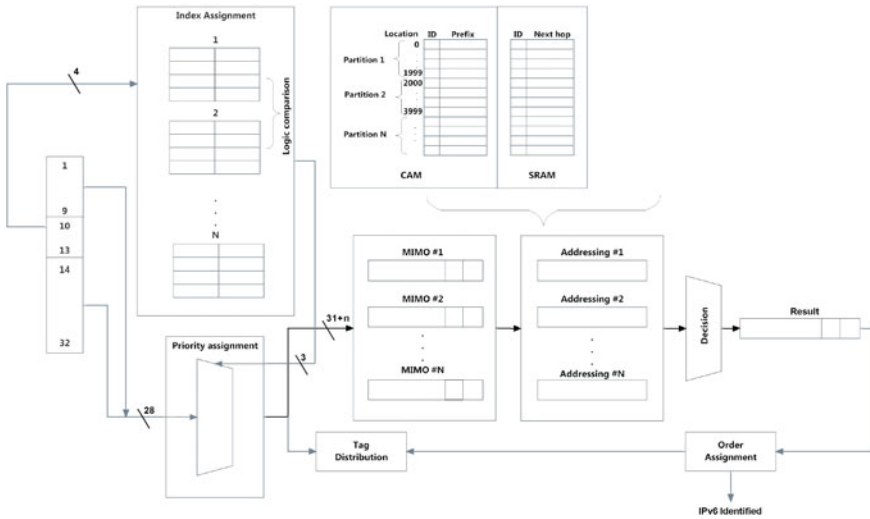 Index Assignment
1
2
N
Logic comparison
4
1
9
10
13
14
32
28
Priority assignment
3
31+n
Location
ID
Prefix
0
Partition 1
1999
2000
Partition 2
3999
Partition N
CAM
ID
Next hop
SRAM
MIMO #1
MIMO #2
MIMO #N
Addressing #1
Addressing #2
Addressing #N
Decision
Result
Tag
Distribution
Order
Assignment
IPv6 Identified